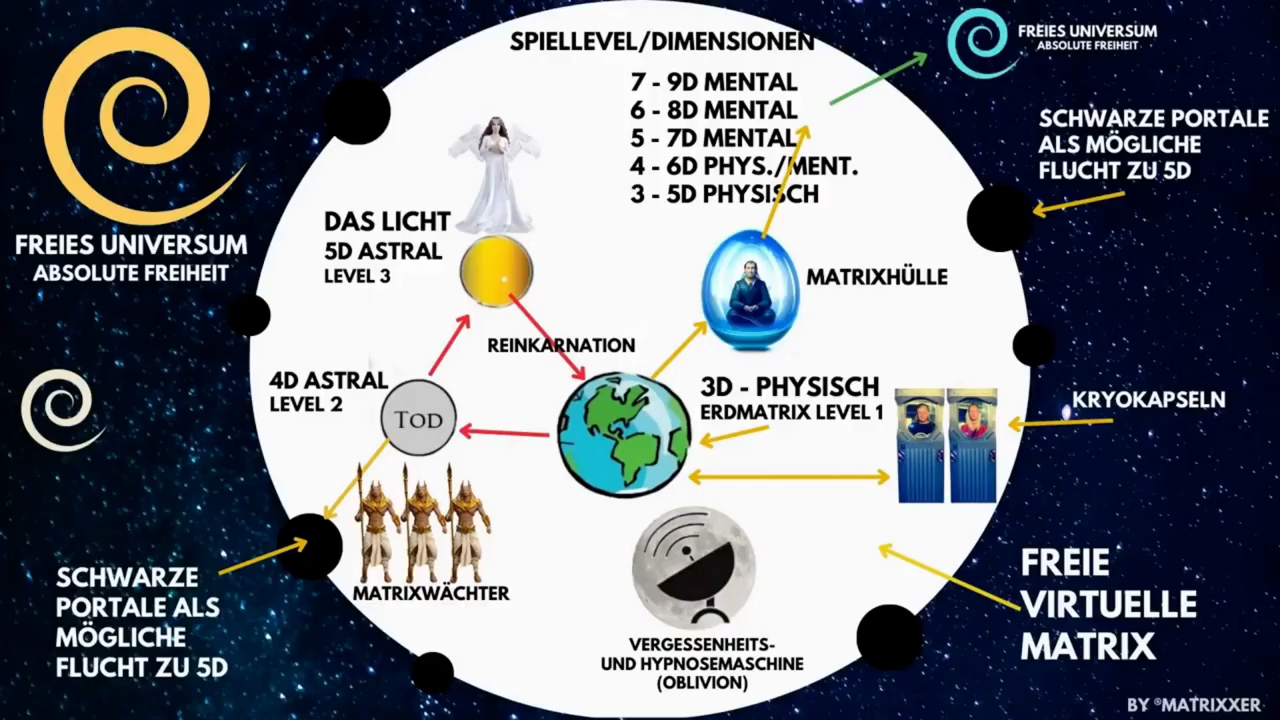 SPIELLEVEL/DIMENSIONEN
7 - 9D MENTAL
6 - 8D MENTAL
5 - 7D MENTAL
4 - 6D PHYS./MENT.
3 - 5D PHYSISCH
FREIES UNIVERSUM
ABSOLUTE FREIHEIT
SCHWARZE PORTALE
ALS MÖGLICHE
FLUCHT ZU 5D
FREIES UNIVERSUM
ABSOLUTE FREIHEIT
DAS LICHT
5D ASTRAL
LEVEL 3
MATRIXHÜLLE
REINKARNATION
4D ASTRAL
LEVEL 2
TOD
3D - PHYSISCH
ERDMATRIX LEVEL 1
KRYOKAPSELN
MATRIXWÄCHTER
SCHWARZE
PORTALE ALS
MÖGLICHE
FLUCHT ZU 5D
VERGESSENHEITS-
UND HYPNOSEMASCHINE
(OBLIVION)
FREIE
VIRTUELLE
MATRIX
BY ®MATRIXXER